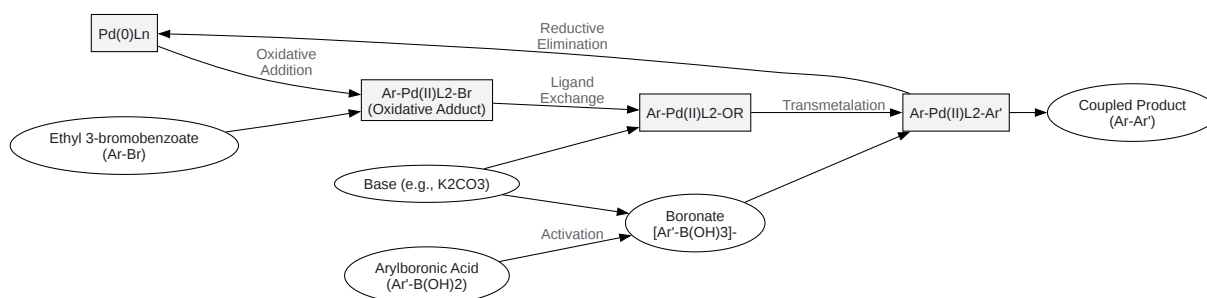 Pd(0)Ln
Reductive
Elimination
Oxidative
Addition
Ar-Pd(II)L2-Br
(Oxidative Adduct)
Ligand
Exchange
Ar-Pd(II)L2-OR
Transmetalation
Ar-Pd(II)L2-Ar'
Coupled Product
(Ar-Ar')
Ethyl 3-bromobenzoate
(Ar-Br)
Base (e.g., K2CO3)
Boronate
[Ar'-B(OH)3]-
Activation
Arylboronic Acid
(Ar'-B(OH)2)